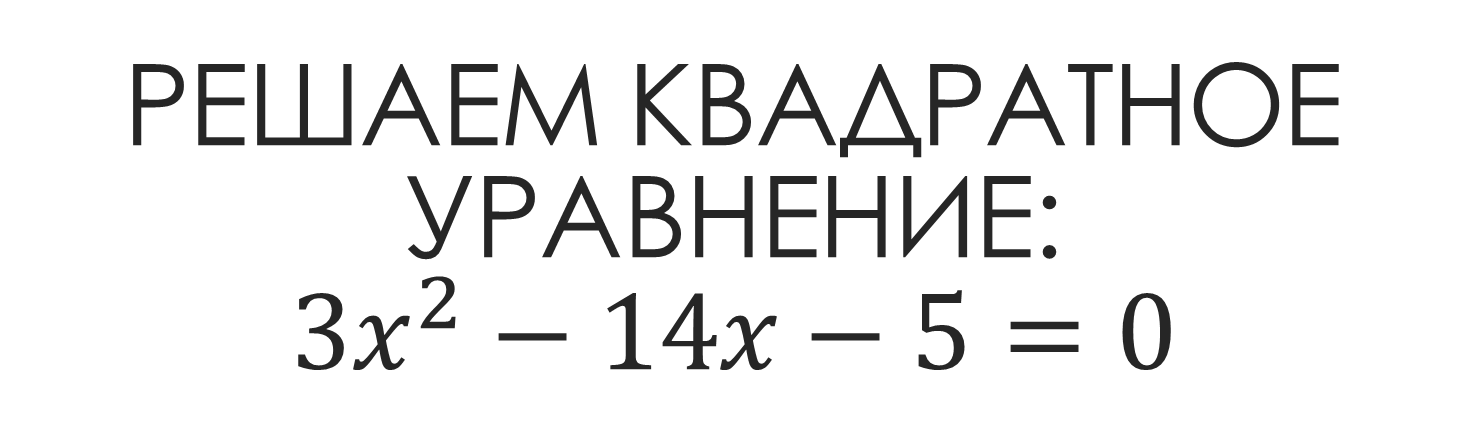 РЕШАЕМ КВАДРАТНОЕ
УРАВНЕНИЕ:
3x² − 14x − 5 = 0